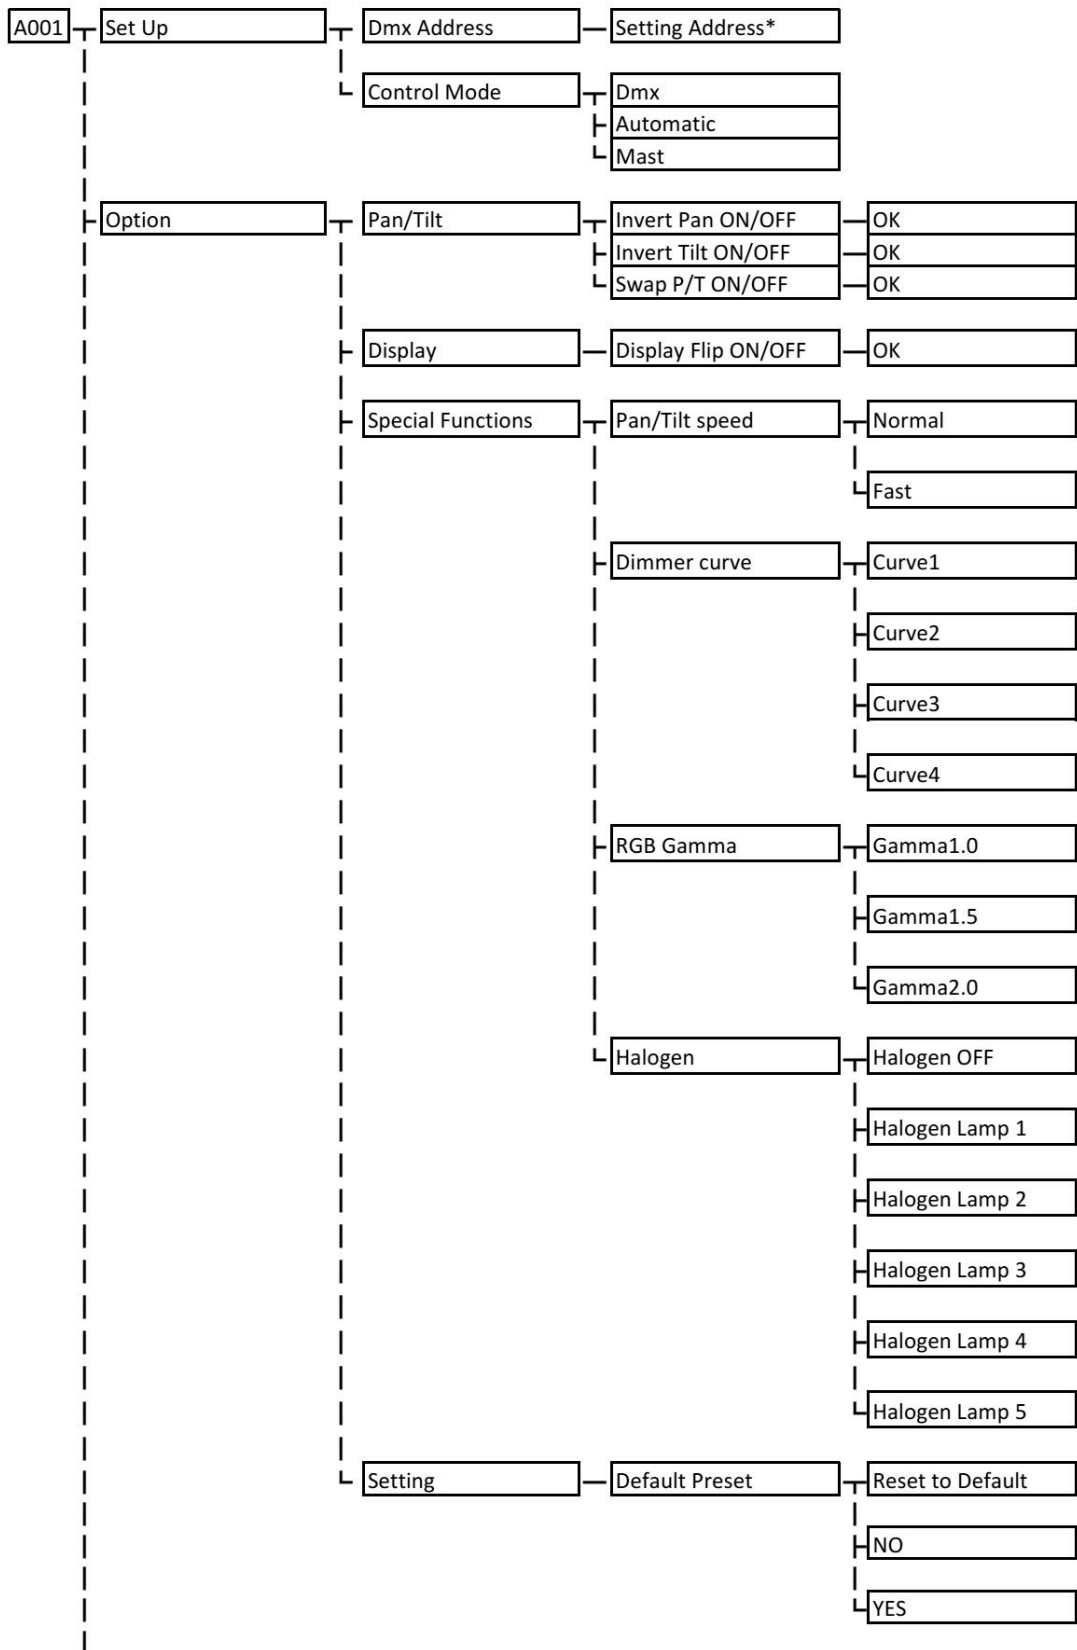 A001 Set Up Dmx Address Setting Address*
Control Mode Dmx
Automatic
Mast
Option Pan/Tilt Invert Pan ON/OFF OK
Invert Tilt ON/OFF OK
Swap P/T ON/OFF OK
Display Display Flip ON/OFF OK
Special Functions Pan/Tilt speed Normal
Fast
Dimmer curve Curve1
Curve2
Curve3
Curve4
RGB Gamma Gamma1.0
Gamma1.5
Gamma2.0
Halogen Halogen OFF
Halogen Lamp 1
Halogen Lamp 2
Halogen Lamp 3
Halogen Lamp 4
Halogen Lamp 5
Setting Default Preset Reset to Default
NO
YES